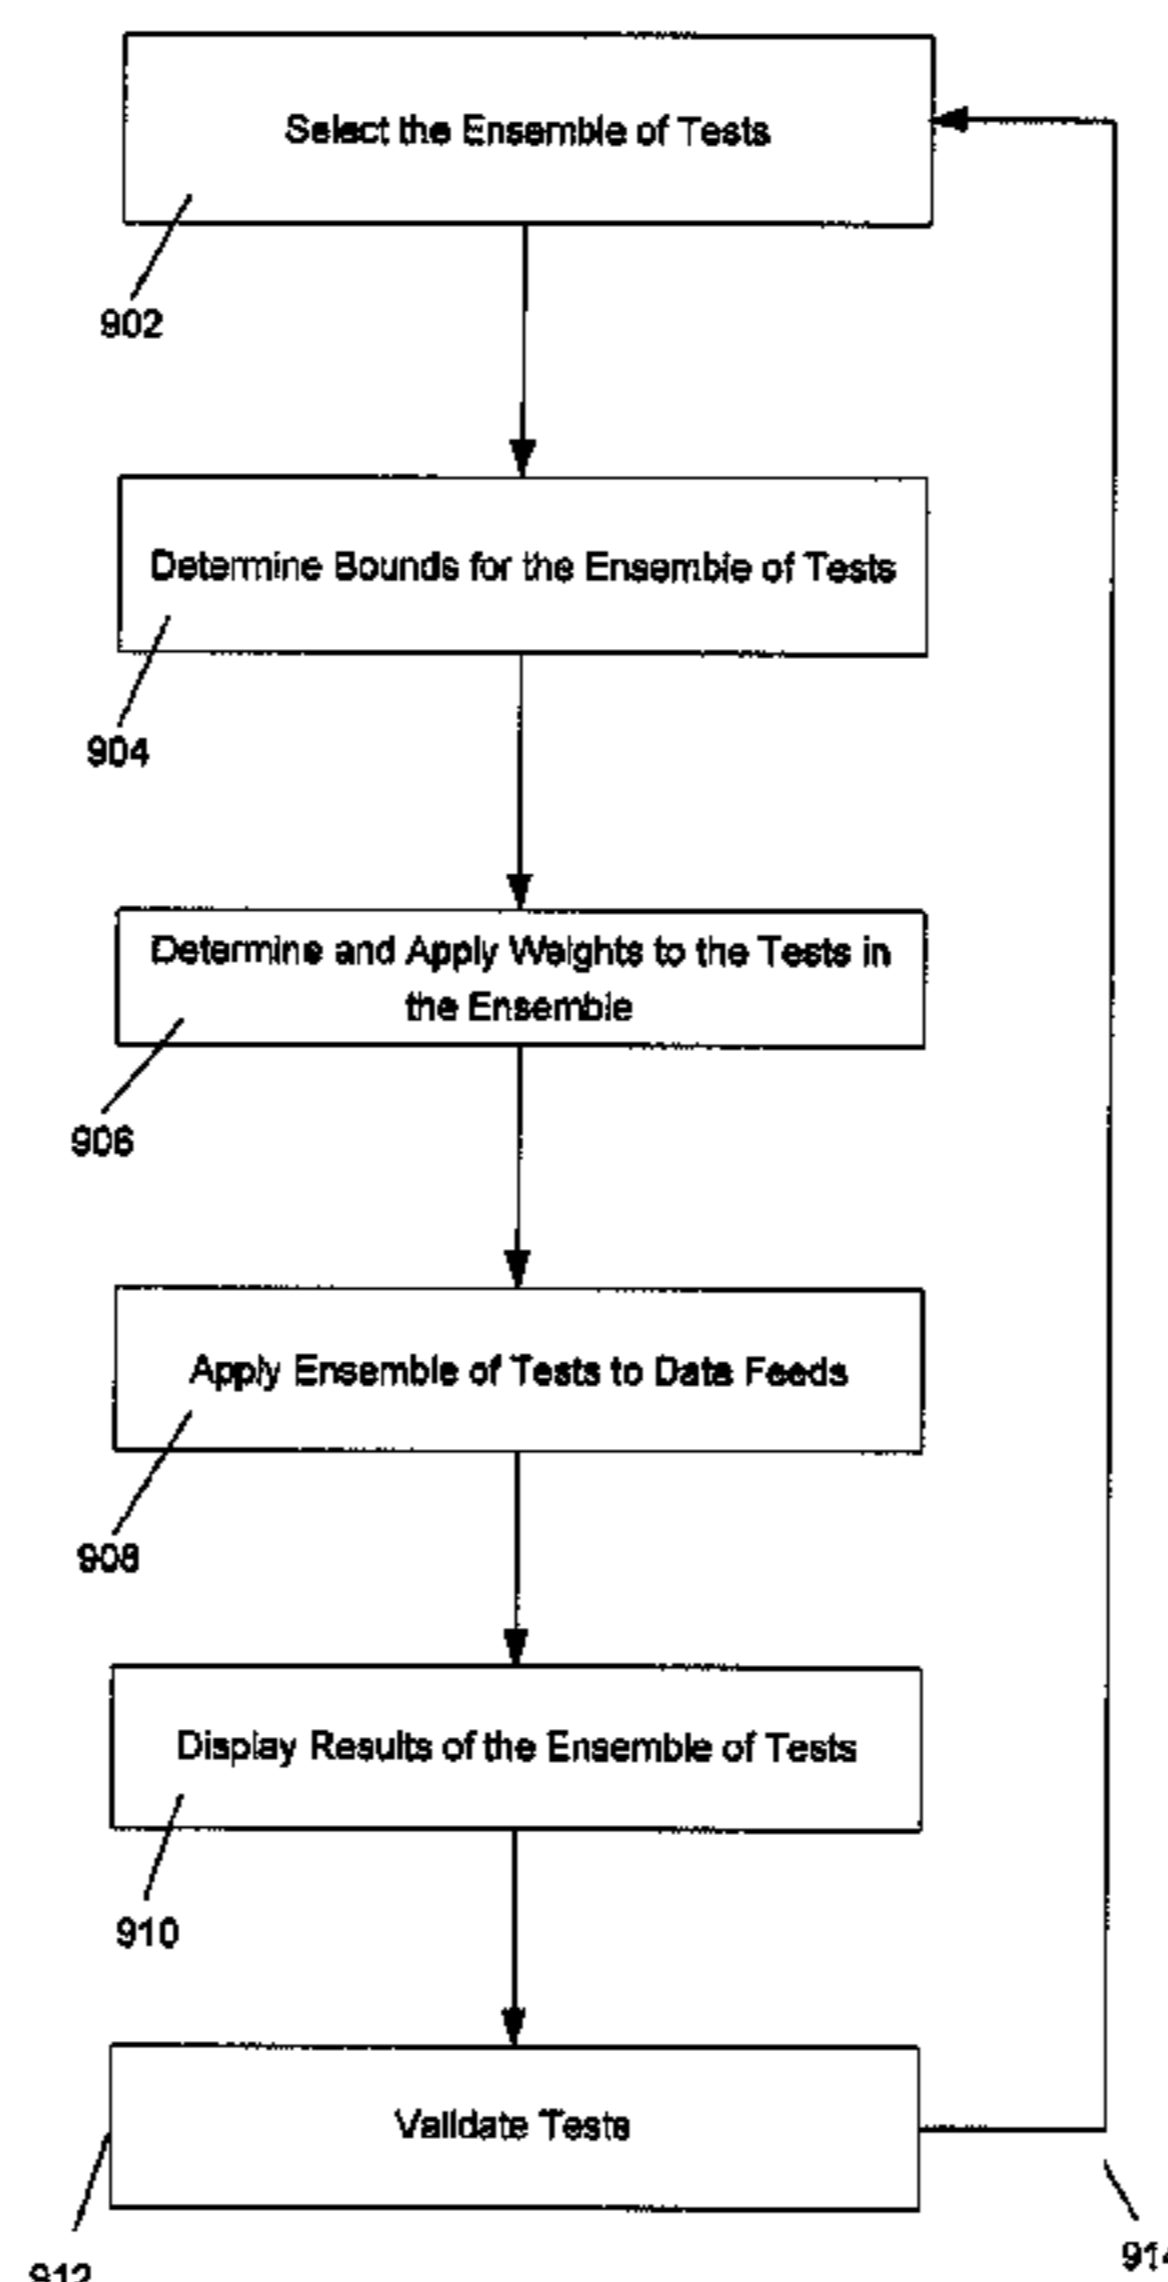 Select the Ensemble of Tests
902
Determine Bounds for the Ensemble of Tests
904
Determine and Apply Weights to the Tests in
the Ensemble
906
Apply Ensemble of Tests to Data Feeds
908
Display Results of the Ensemble of Tests
910
Validate Tests
912
914